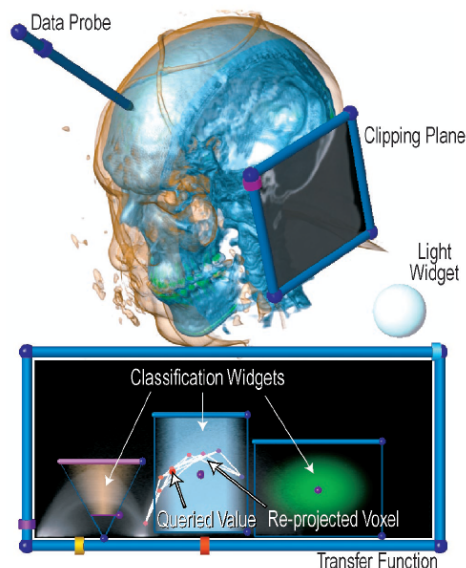 Data Probe
Clipping Plane
Light
Widget
Classification Widgets
Queried Value
Re-projected Voxel
Transfer Function